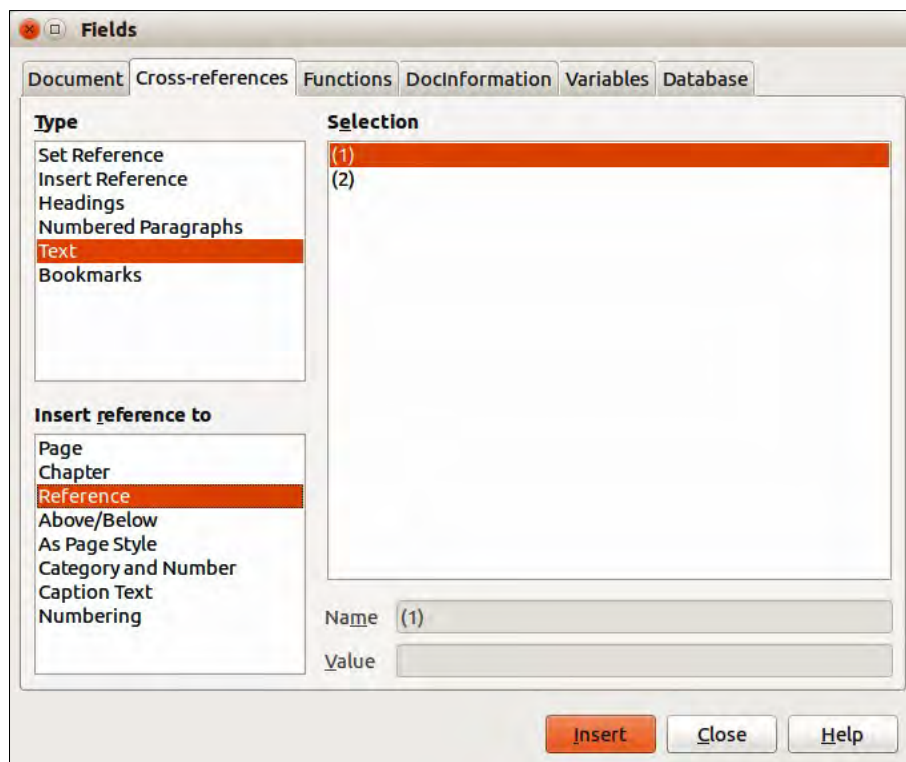 Fields
Document Cross-references Functions DocInformation Variables Database
Type
Set Reference
Insert Reference
Headings
Numbered Paragraphs
Text
Bookmarks
Insert reference to
Page
Chapter
Reference
Above/Below
As Page Style
Category and Number
Caption Text
Numbering
Selection
(1)
(2)
Name (1)
Value
Insert Close Help